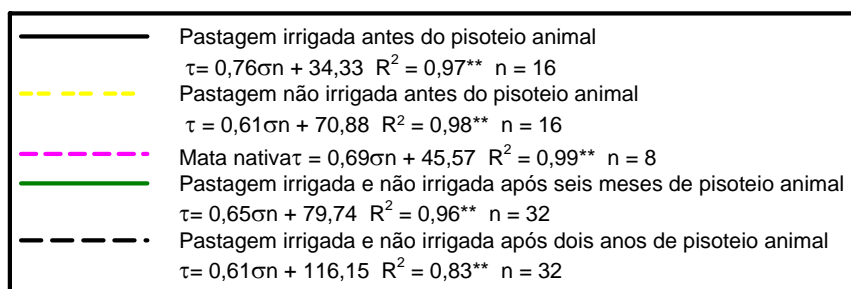 Pastagem irrigada antes do pisoteio animal
τ= 0,76σn + 34,33 R² = 0,97** n = 16
Pastagem não irrigada antes do pisoteio animal
τ = 0,61σn + 70,88 R² = 0,98** n = 16
Mata nativaτ = 0,69σn + 45,57 R² = 0,99** n = 8
Pastagem irrigada e não irrigada após seis meses de pisoteio animal
τ= 0,65σn + 79,74 R² = 0,96** n = 32
Pastagem irrigada e não irrigada após dois anos de pisoteio animal
τ= 0,61σn + 116,15 R² = 0,83** n = 32